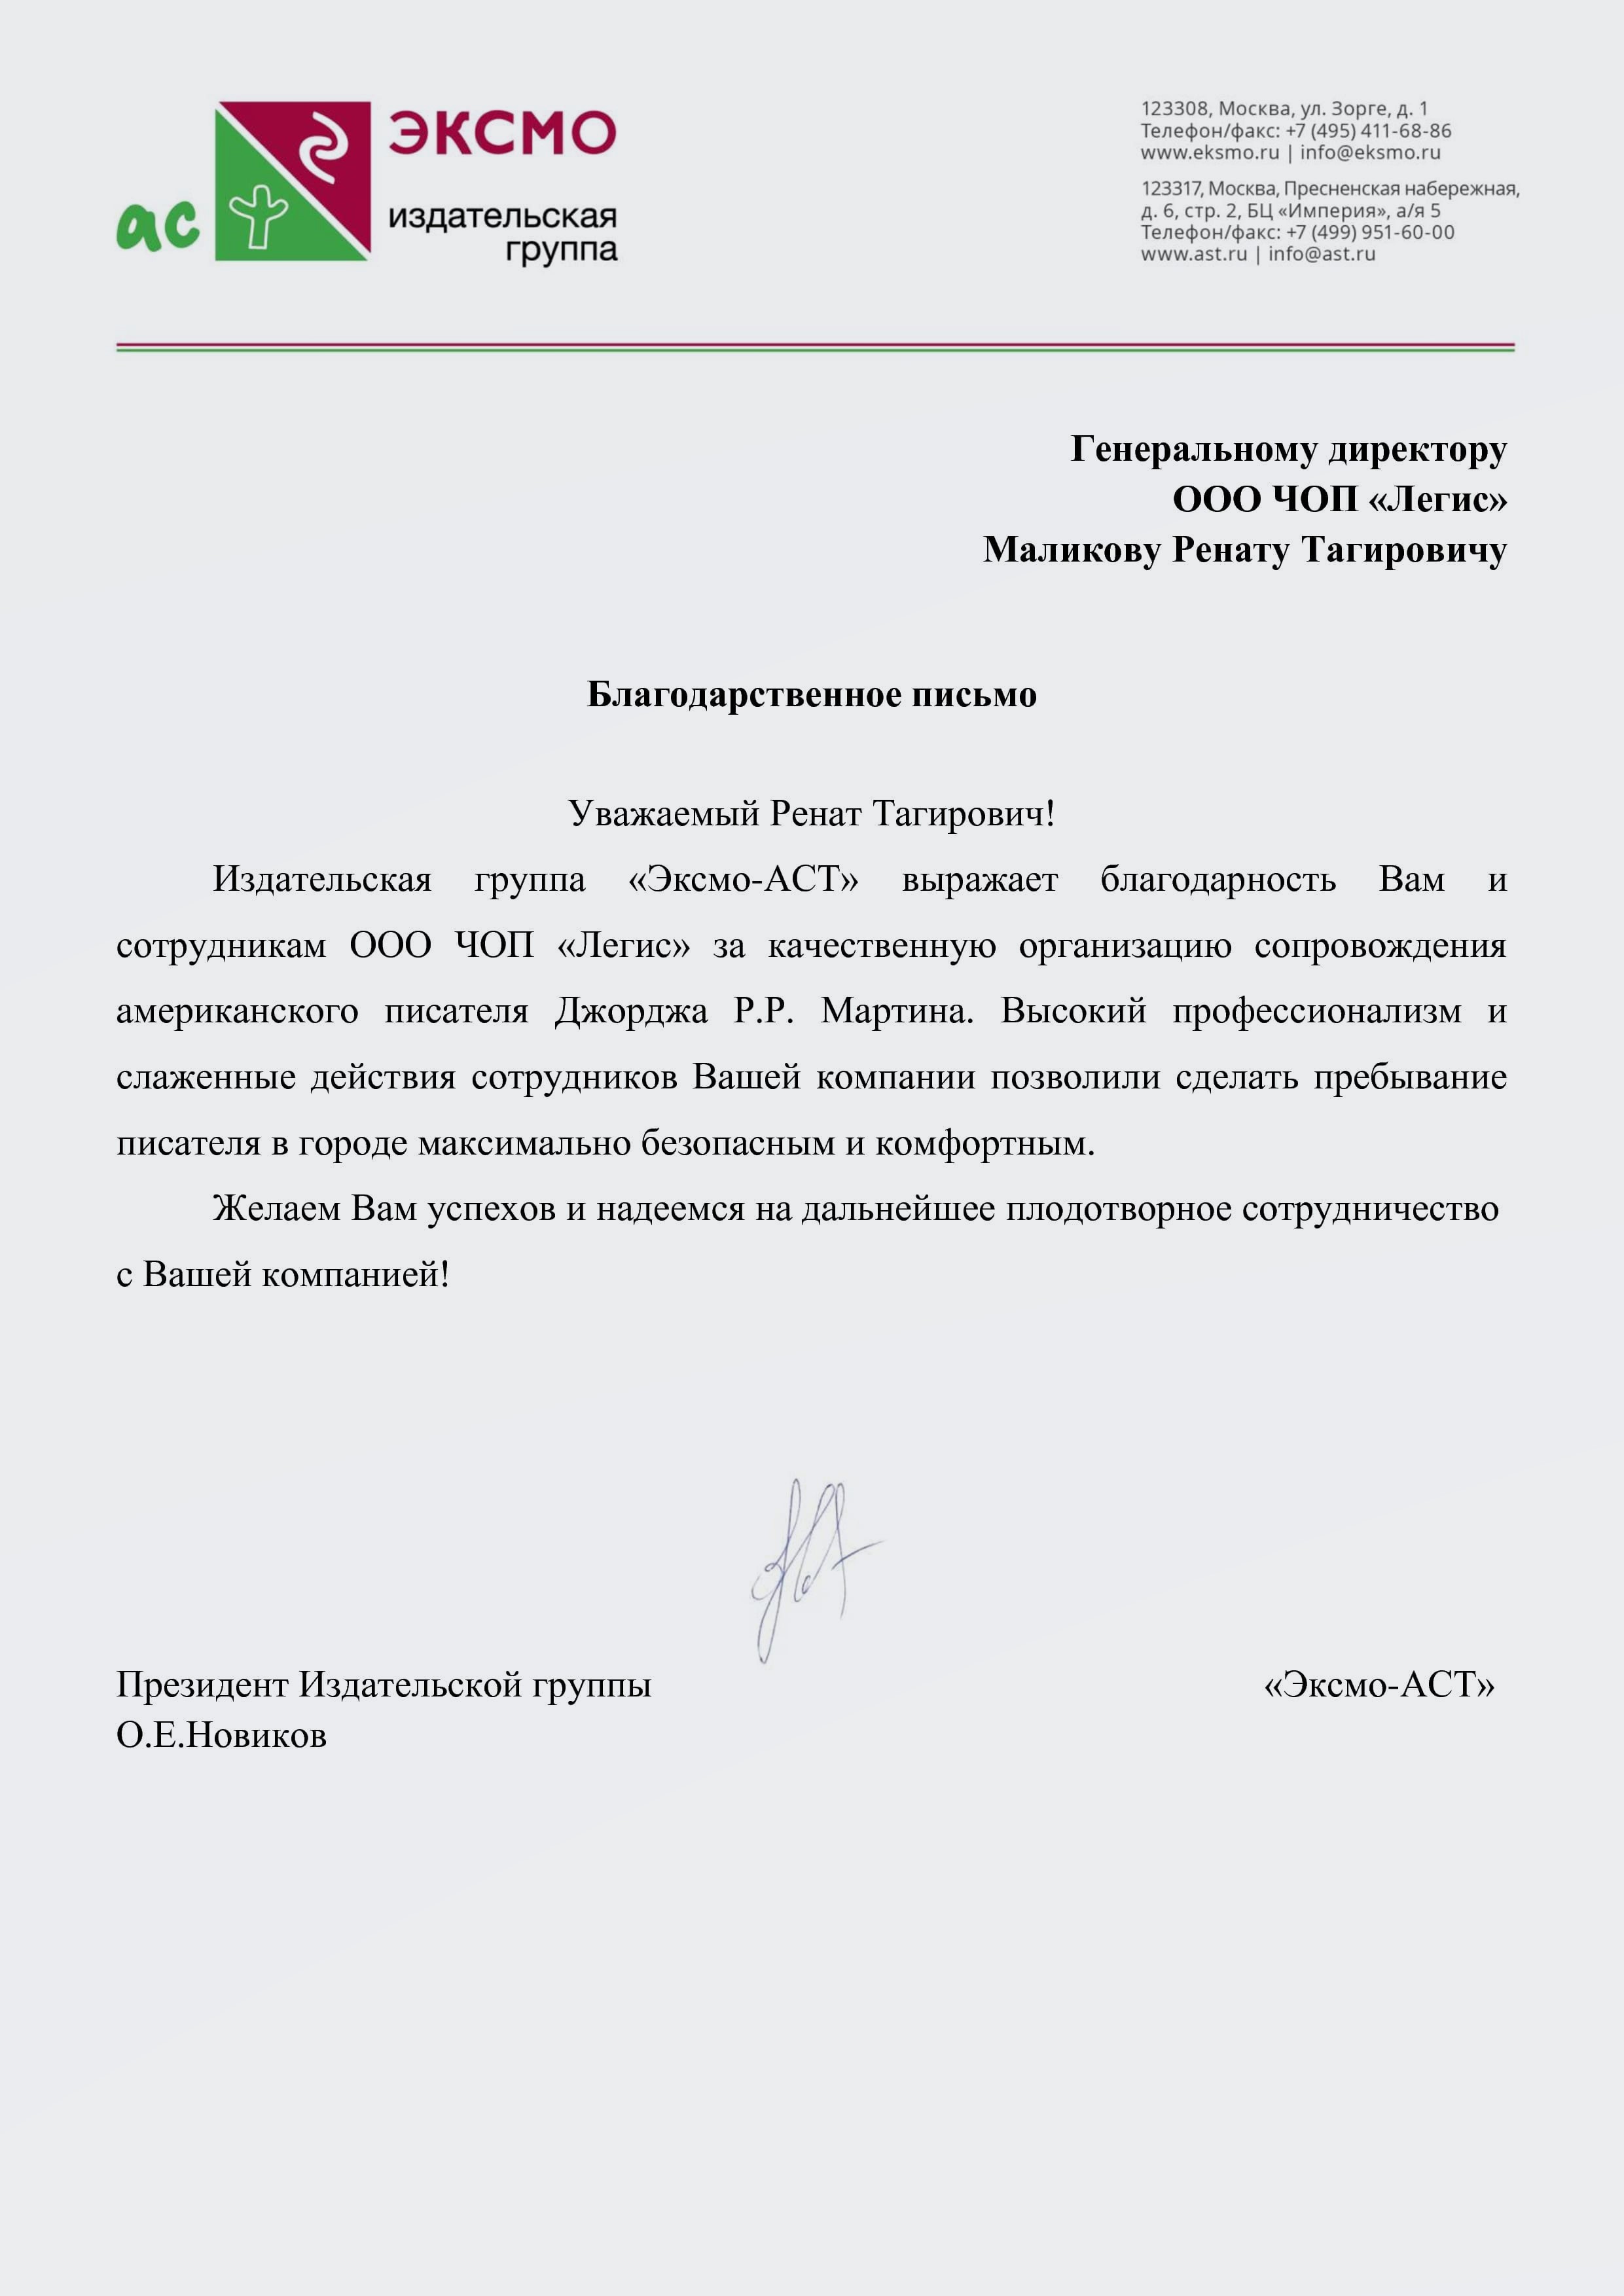 ас
ЭКСМО
издательская
группа
123308, Москва, ул. Зорге, д. 1
Телефон/факс: +7 (495) 411-68-86
www.eksmo.ru | info@eksmo.ru
123317, Москва, Пресненская набережная,
д. 6, стр. 2, БЦ «Империя», а/я 5
Телефон/факс: +7 (499) 951-60-00
www.ast.ru | info@ast.ru
Генеральному директору
ООО ЧОП «Легис»
Маликову Ренату Тагировичу
Благодарственное письмо
Уважаемый Ренат Тагирович!
Издательская группа «Эксмо-АСТ» выражает благодарность Вам и
сотрудникам ООО ЧОП «Легис» за качественную организацию сопровождения
американского писателя Джорджа Р.Р. Мартина. Высокий профессионализм и
слаженные действия сотрудников Вашей компании позволили сделать пребывание
писателя в городе максимально безопасным и комфортным.
Желаем Вам успехов и надеемся на дальнейшее плодотворное сотрудничество
с Вашей компанией!
Президент Издательской группы «Эксмо-АСТ»
О.Е.Новиков